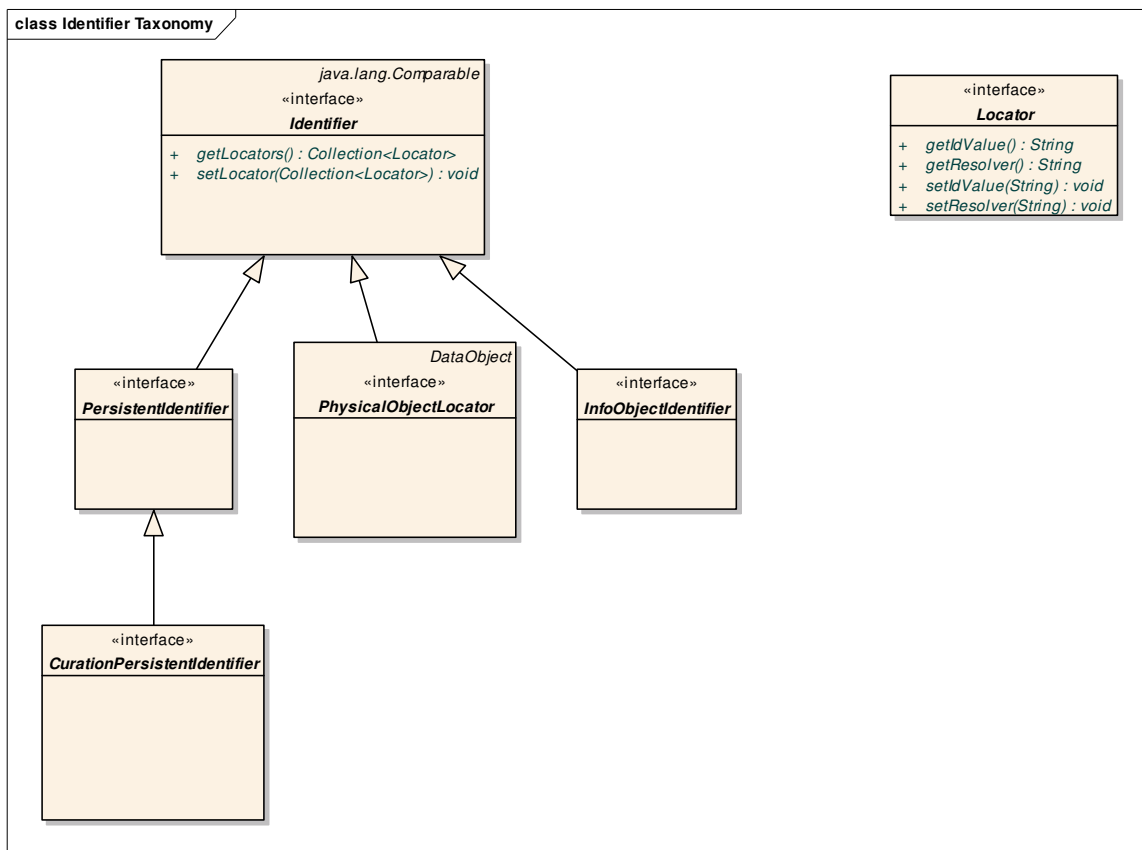 class Identifier Taxonomy
java.lang.Comparable
«interface»
Identifier
+ getLocators() : Collection<Locator>
+ setLocator(Collection<Locator>) : void
«interface»
Locator
+ getIdValue() : String
+ getResolver() : String
+ setIdValue(String) : void
+ setResolver(String) : void
«interface»
PersistentIdentifier
DataObject
«interface»
PhysicalObjectLocator
«interface»
InfoObjectIdentifier
«interface»
CurationPersistentIdentifier